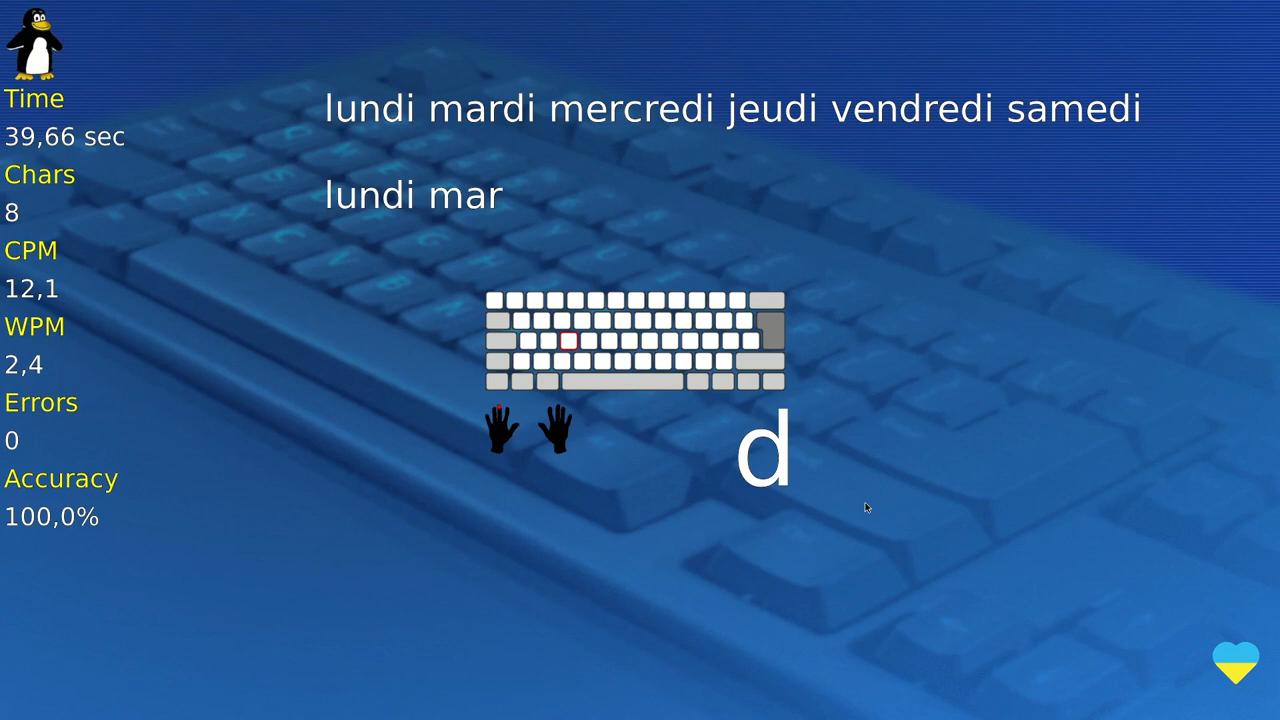 Time
39,66 sec
Chars
8
CPM
12,1
WPM
2,4
Errors
0
Accuracy
100,0%
lundi mardi mercredi jeudi vendredi samedi
lundi mar
d